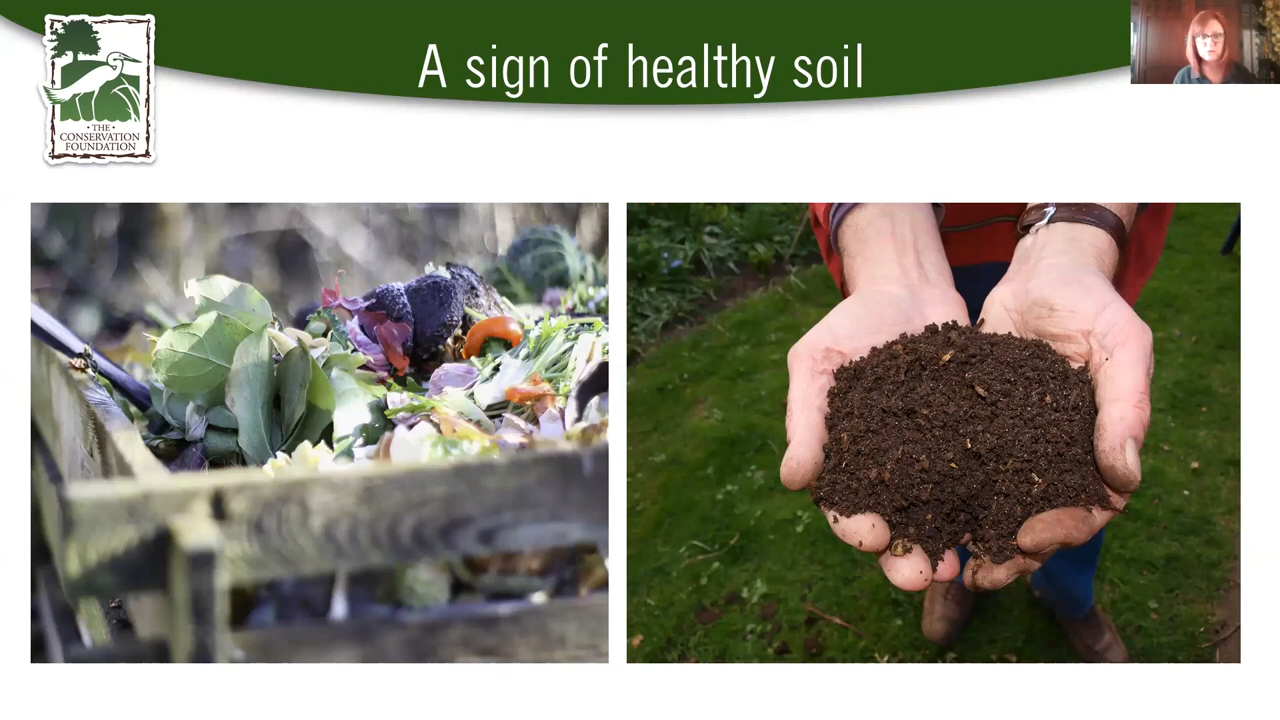 A sign of healthy soil
• THE •
CONSERVATION
FOUNDATION